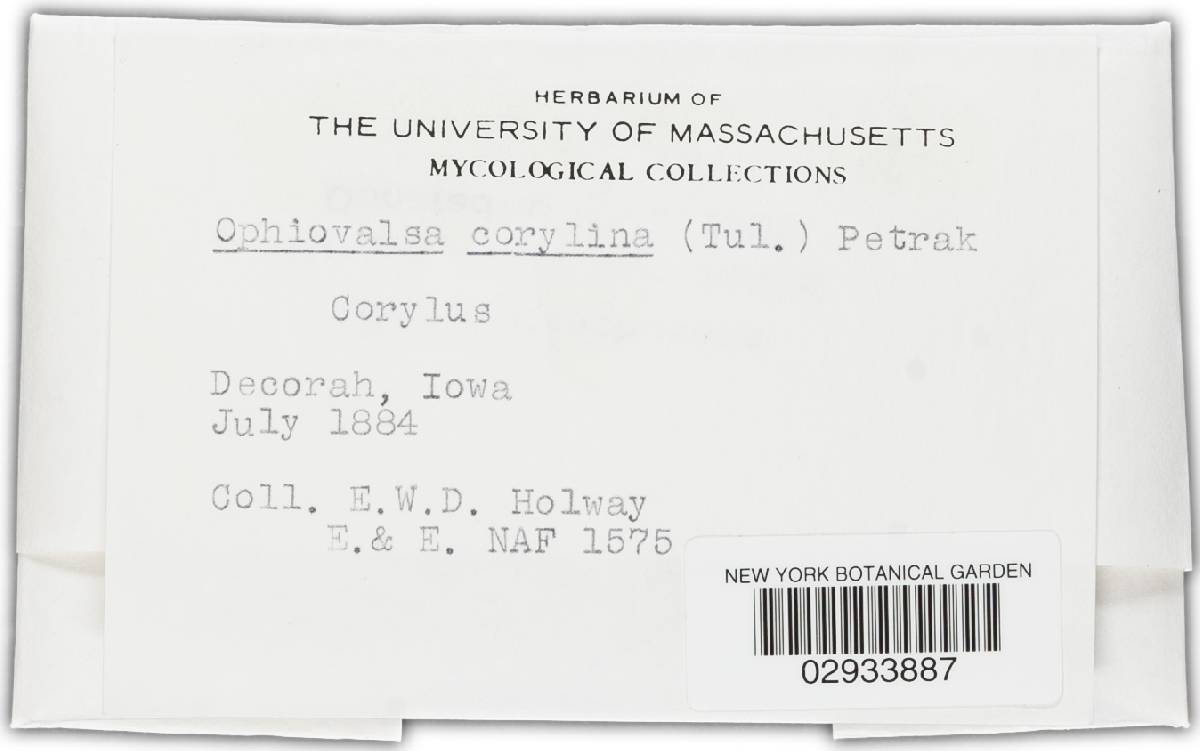 HERBARIUM OF
THE UNIVERSITY OF MASSACHUSETTS
MYCOLOGICAL COLLECTIONS
Ophiovalsa corylina (Tul.) Petrak
Corylus
Decorah, Iowa
July 1884
Coll. E.W.D. Holway
E.& E. NAF 1575
NEW YORK BOTANICAL GARDEN
02933887